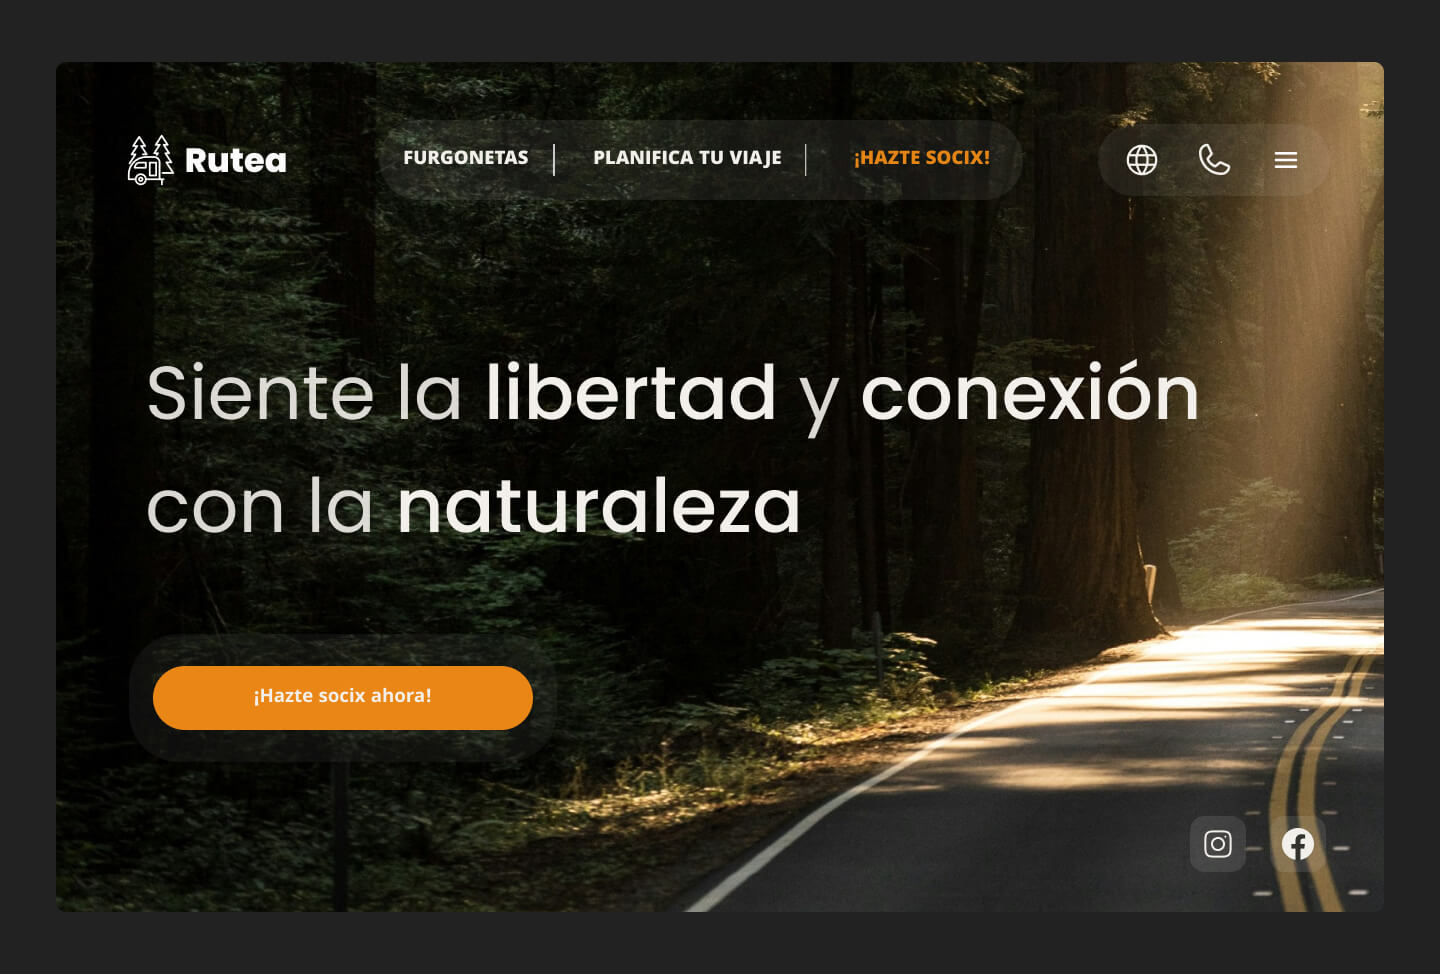 Rutea
FURGONETAS
PLANIFICA TU VIAJE
¡HAZTE SOCIX!
Siente la libertad y conexión
con la naturaleza
¡Hazte socix ahora!